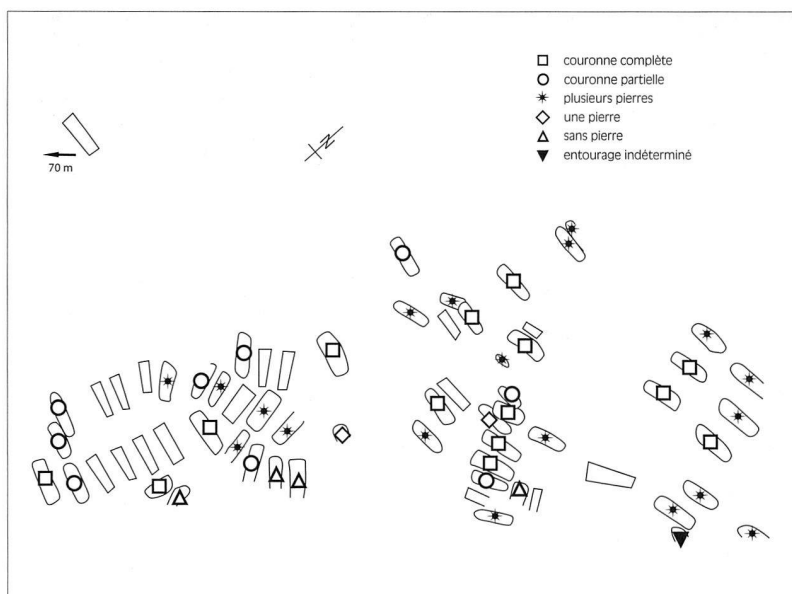 couronne complète
couronne partielle
plusieurs pierres
une pierre
sans pierre
entourage indéterminé
70 m
N